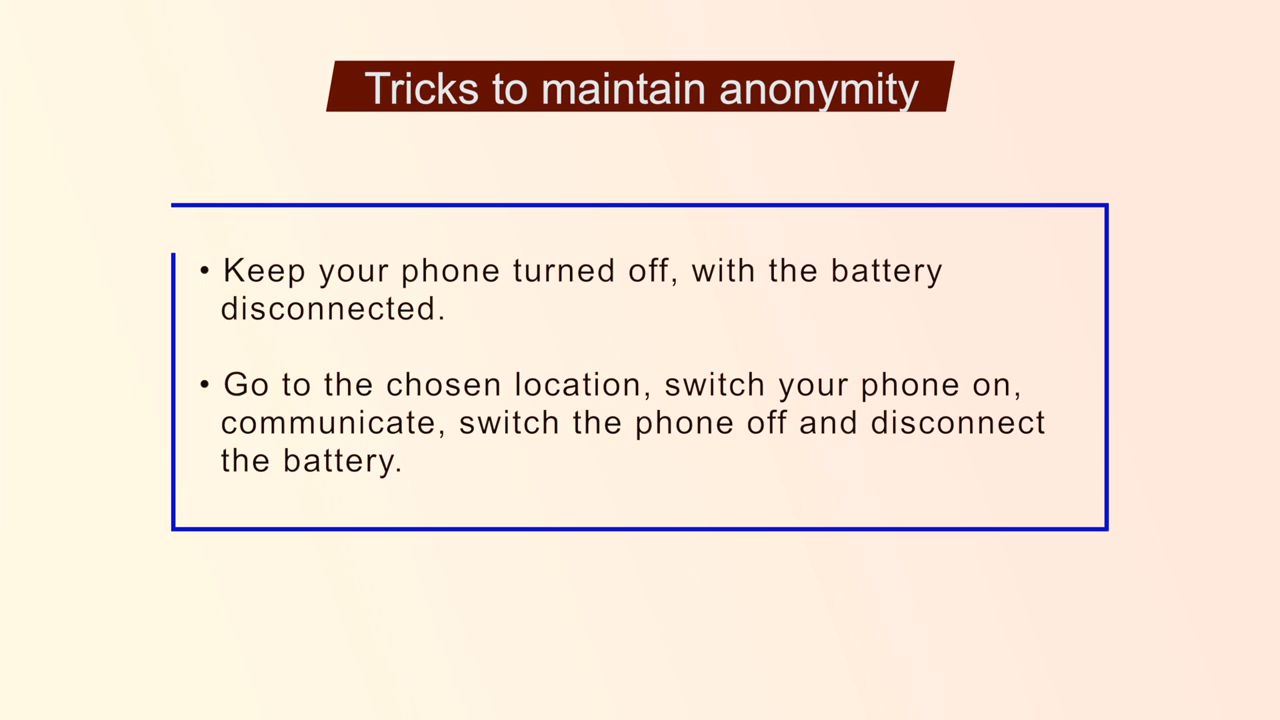 Tricks to maintain anonymity
• Keep your phone turned off, with the battery
disconnected.
• Go to the chosen location, switch your phone on,
communicate, switch the phone off and disconnect
the battery.